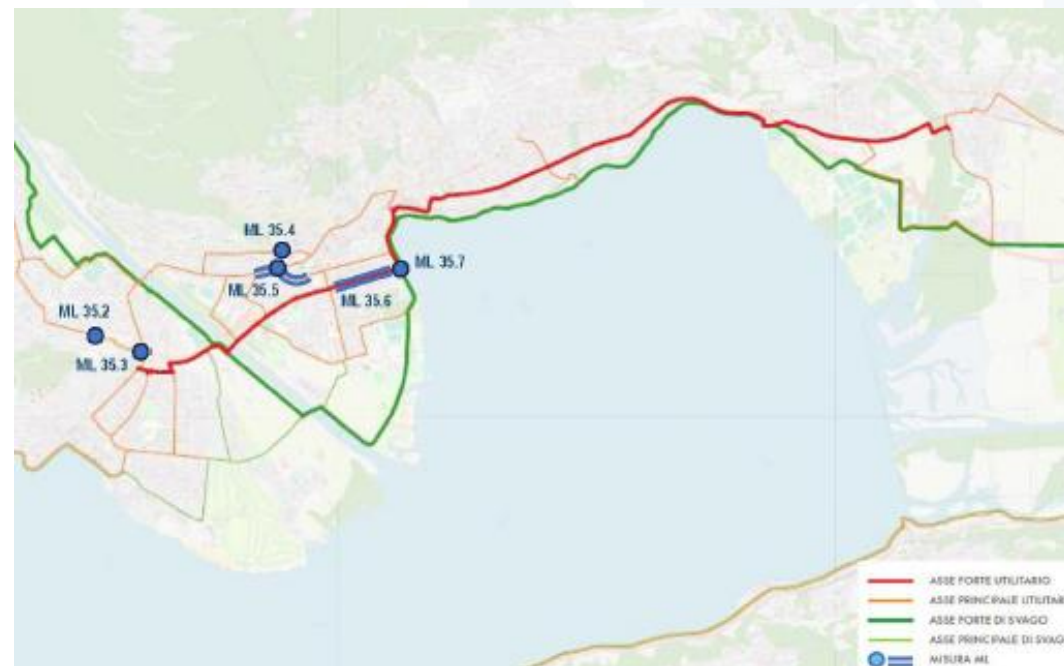 ML 35.4
ML 35.7
ML 35.5
ML 35.6
ML 35.2
ML 35.3
ASSE FORTE UTILITARIO
ASSE PRINCIPALE UTILITAR
ASSE FORTE DI SVAGO
ASSE PRINCIPALE DI SVAG
MISURA ML